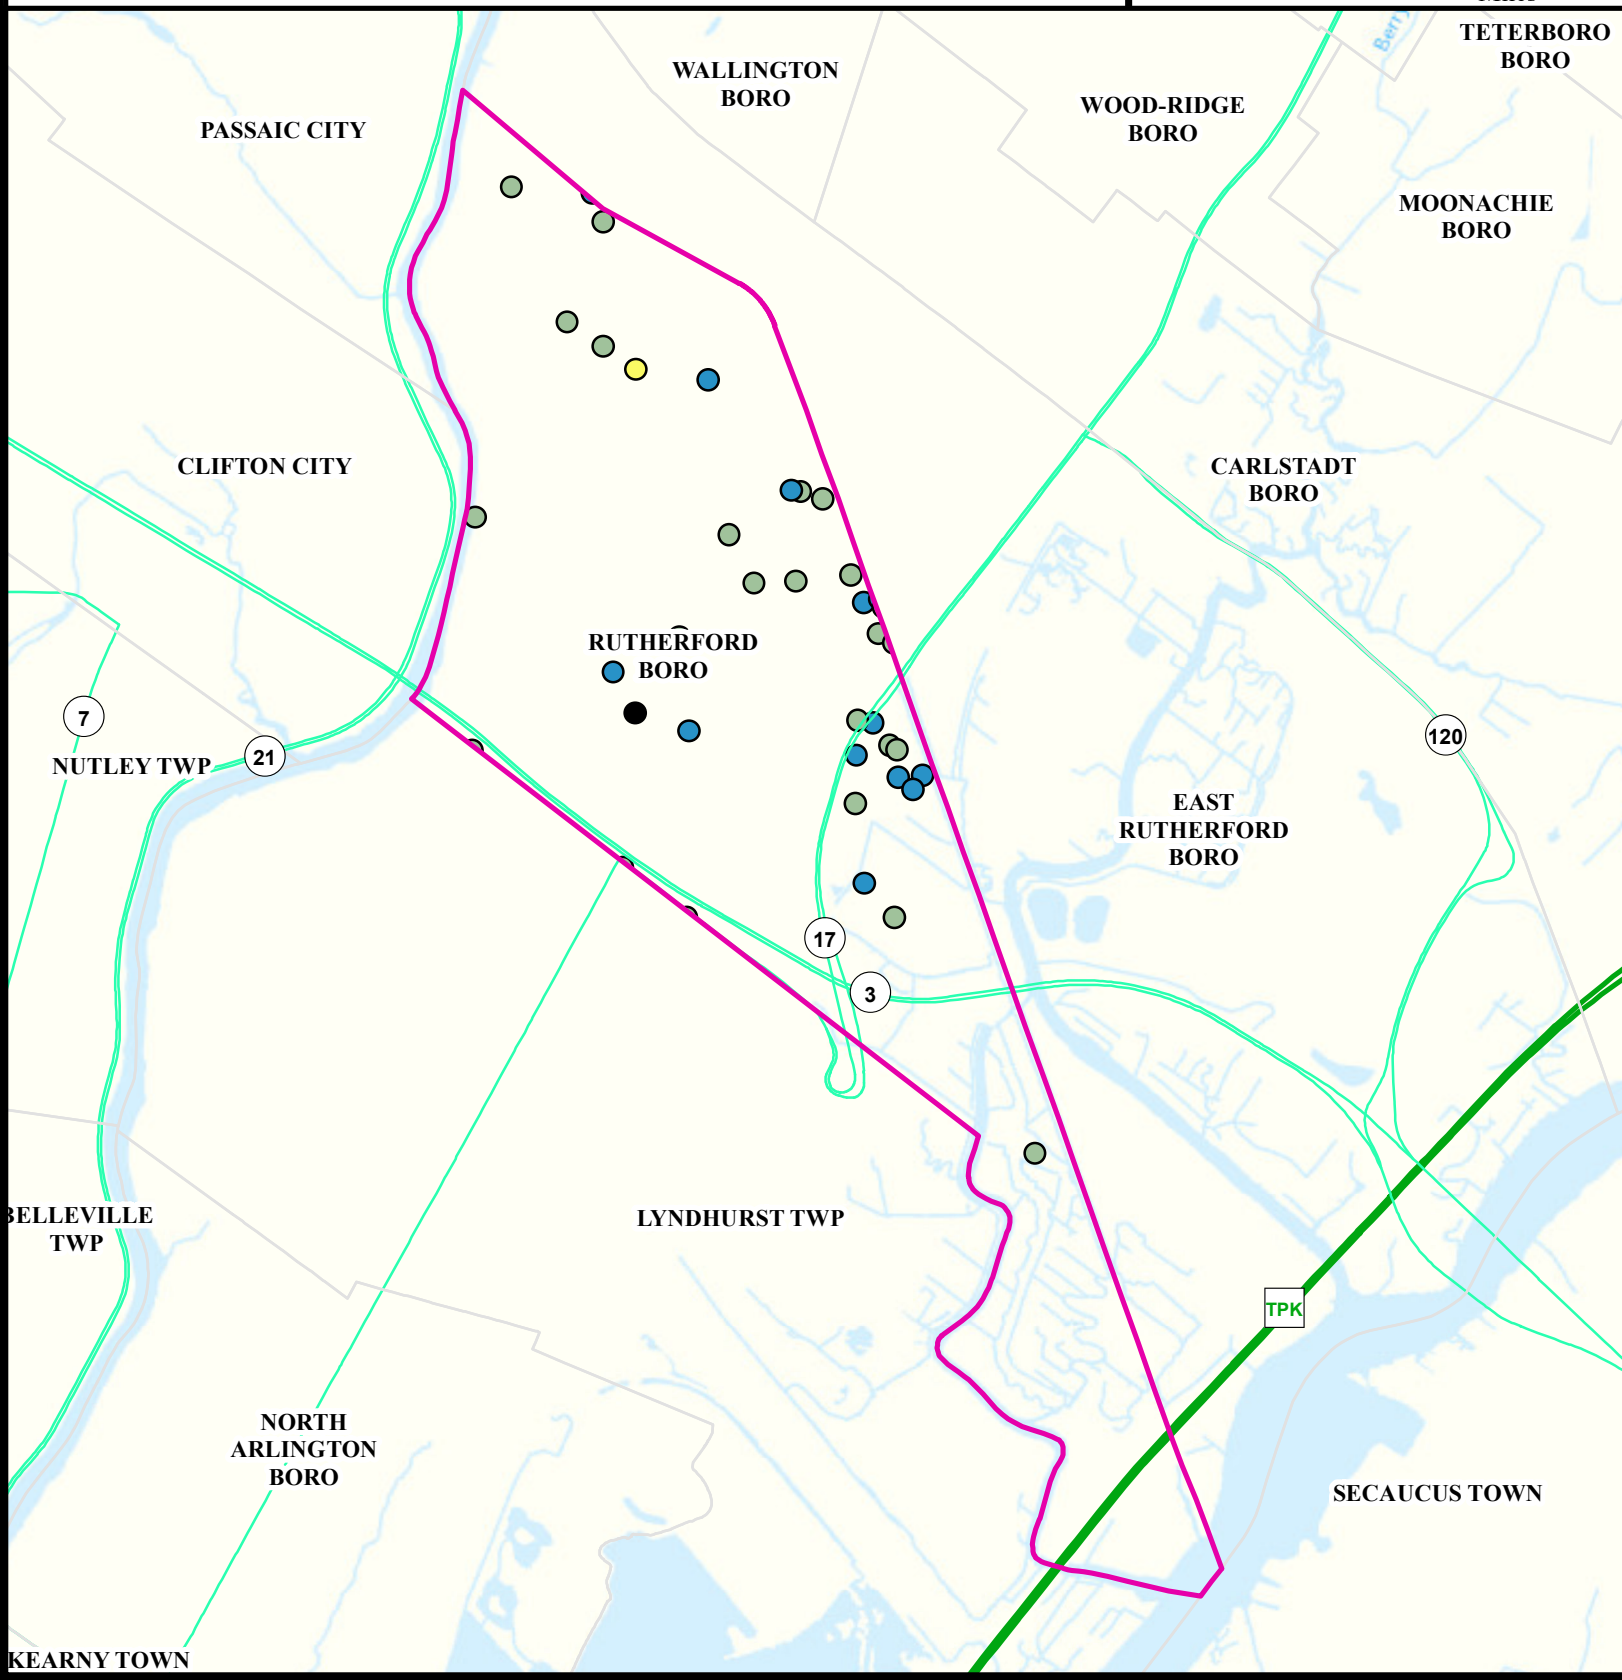 TETERBORO
BORO
WALLINGTON
BORO
WOOD-RIDGE
BORO
PASSAIC CITY
MOONACHIE
BORO
CLIFTON CITY
CARLSTADT
BORO
RUTHERFORD
BORO
7
120
21
NUTLEY TWP
EAST
RUTHERFORD
BORO
17
3
BELLEVILLE
TWP
LYNDHURST TWP
TPK
NORTH
ARLINGTON
BORO
SECAUCUS TOWN
KEARNY TOWN